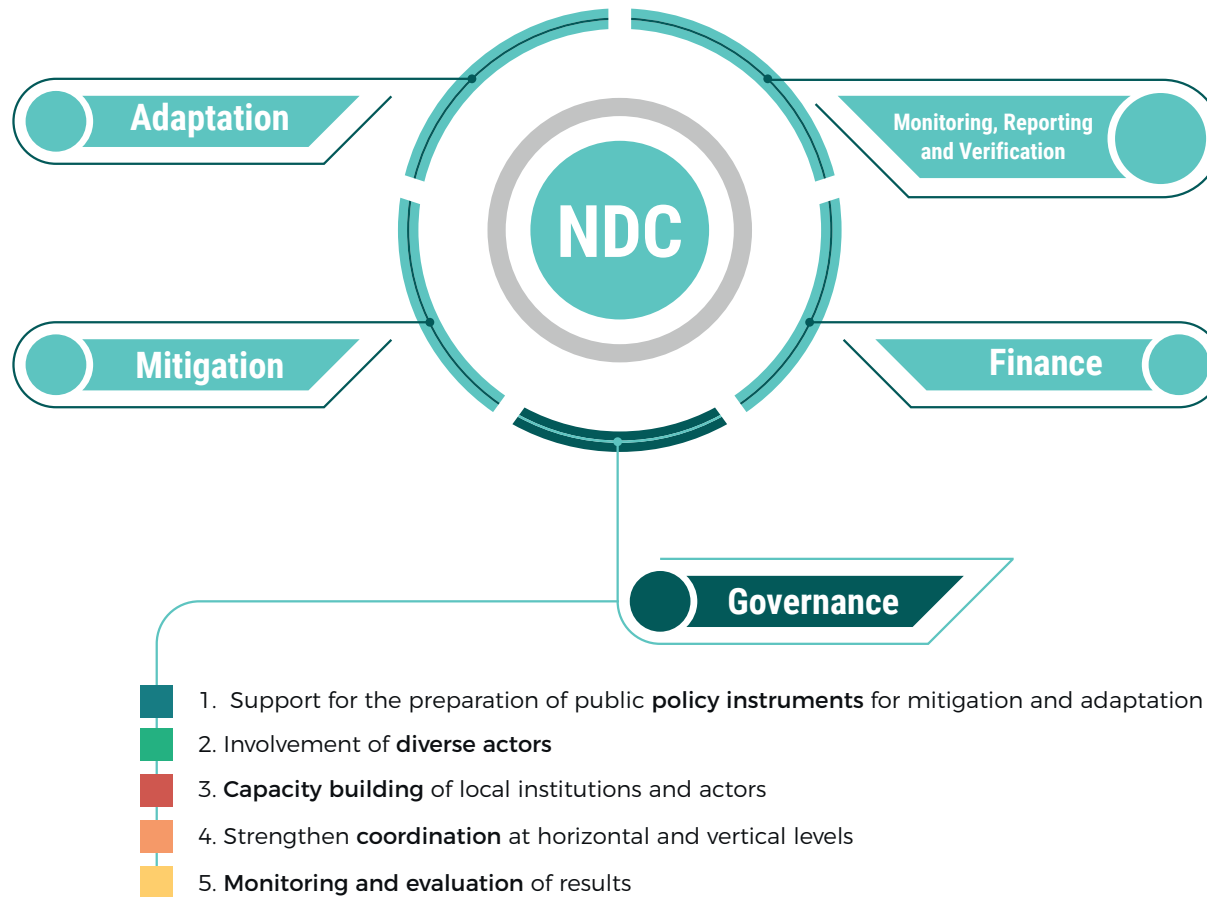 Adaptation
Monitoring, Reporting
and Verification
NDC
Mitigation
Finance
Governance
1. Support for the preparation of public policy instruments for mitigation and adaptation
2. Involvement of diverse actors
3. Capacity building of local institutions and actors
4. Strengthen coordination at horizontal and vertical levels
5. Monitoring and evaluation of results